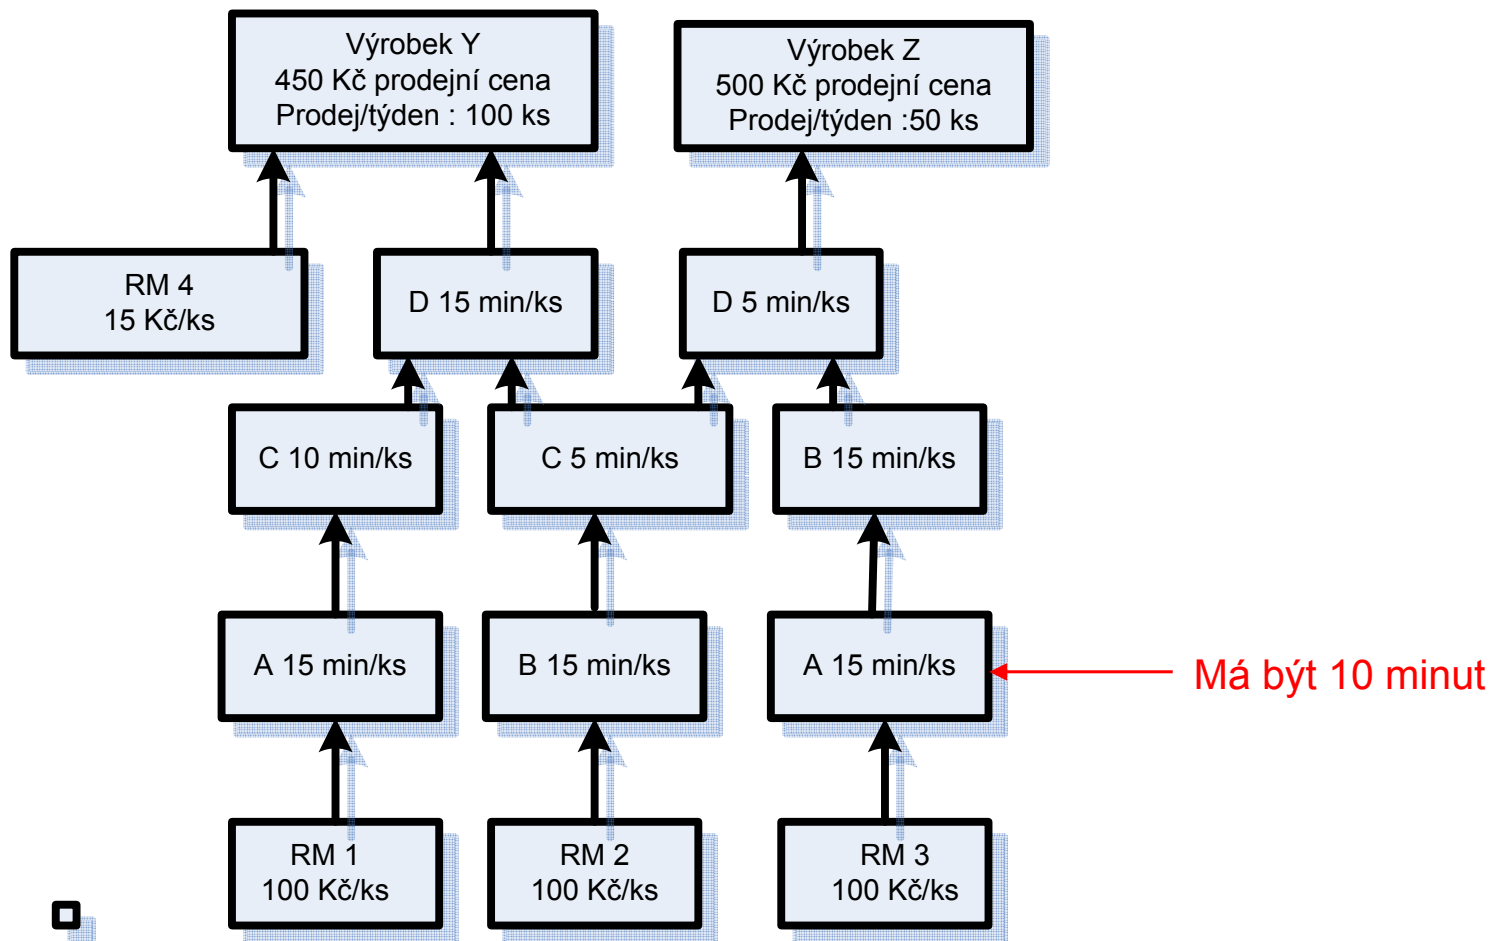 Výrobek Y
450 Kč prodejní cena
Prodej/týden : 100 ks
Výrobek Z
500 Kč prodejní cena
Prodej/týden :50 ks
RM 4
15 Kč/ks
D 15 min/ks
D 5 min/ks
C 10 min/ks
C 5 min/ks
B 15 min/ks
A 15 min/ks
B 15 min/ks
A 15 min/ks
Má být 10 minut
RM 1
100 Kč/ks
RM 2
100 Kč/ks
RM 3
100 Kč/ks